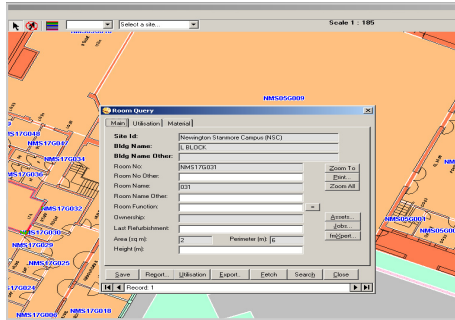 Select a site...
Scale 1 : 185
NMS05G009
NMS17G048
NMS17G047
NMS17G034
NMS17G036
NMS17G032
NMS17G030
NMS17G029
NMS17G025
NMS17G024
NMS17G018
NMS05G004
Room Query
Main Utilisation Material
Site Id: Newington Stanmore Campus (NSC)
Bldg Name: L BLOCK
Bldg Name Other:
Room No: NMS17G031
Zoom To
Room No Other:
Print...
Room Name: 031
Zoom All
Room Name Other:
Room Function:
Ownership:
Assets...
Last Refurbishment:
Jobs...
Area (sq m): 2 Perimeter (m): 6
fmXpert...
Height (m):
Save Report... Utilisation Export... Fetch Search Close
Record: 1